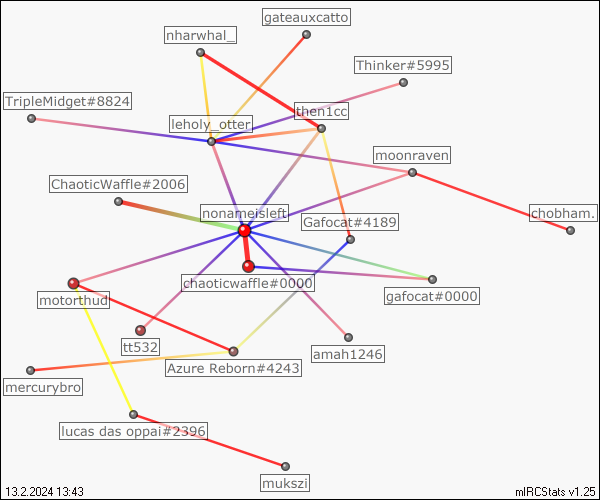 gateauxcatto
nharwhal_
Thinker#5995
TripleMidget#8824
then1cc
leholy_otter
moonraven
ChaoticWaffle#2006
nonameisleft
Gafocat#4189
chobham.
chaoticwaffle#0000
gafocat#0000
motorthud
tt532
amah1246
Azure Reborn#4243
mercurybro
lucas das oppai#2396
mukszi
13.2.2024 13:43
mIRCStats v1.25